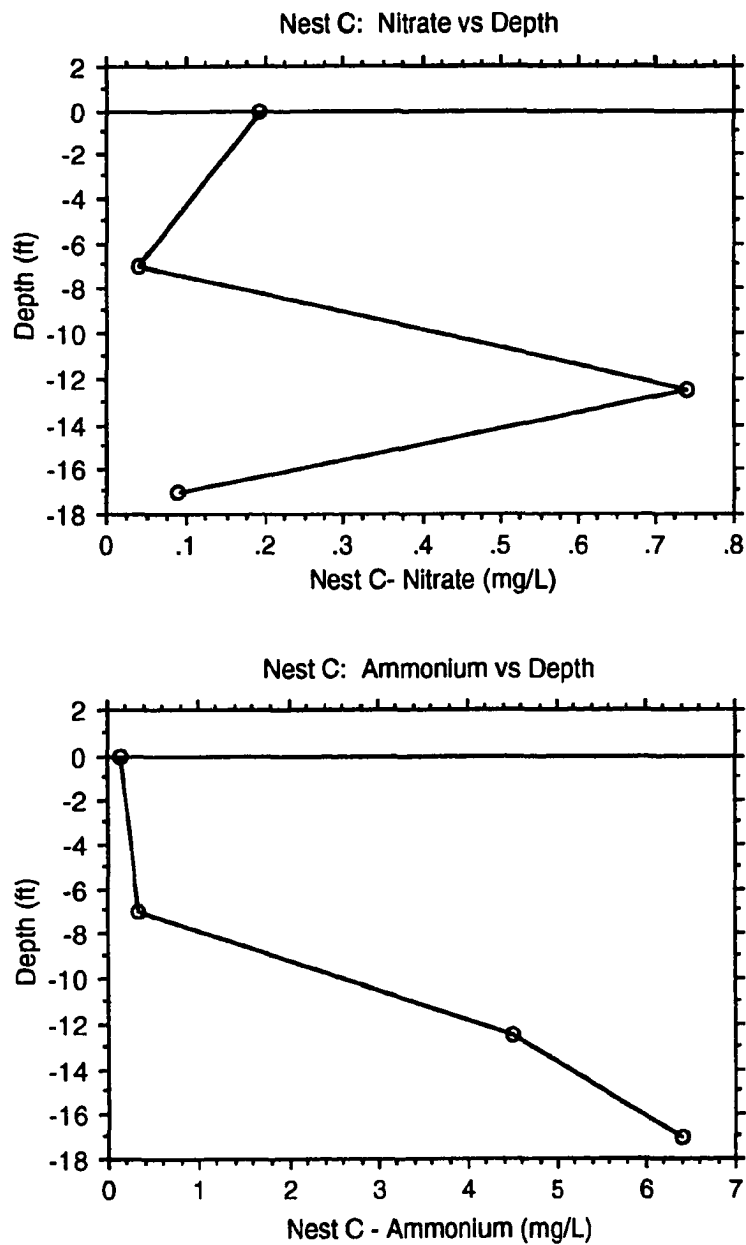 Nest C: Nitrate vs Depth
2
0
-2
-4
-6
-8
-10
-12
-14
-16
-18
Depth (ft)
0 .1 .2 .3 .4 .5 .6 .7 .8
Nest C- Nitrate (mg/L)
Nest C: Ammonium vs Depth
2
0
-2
-4
-6
-8
-10
-12
-14
-16
-18
Depth (ft)
0 1 2 3 4 5 6 7
Nest C - Ammonium (mg/L)